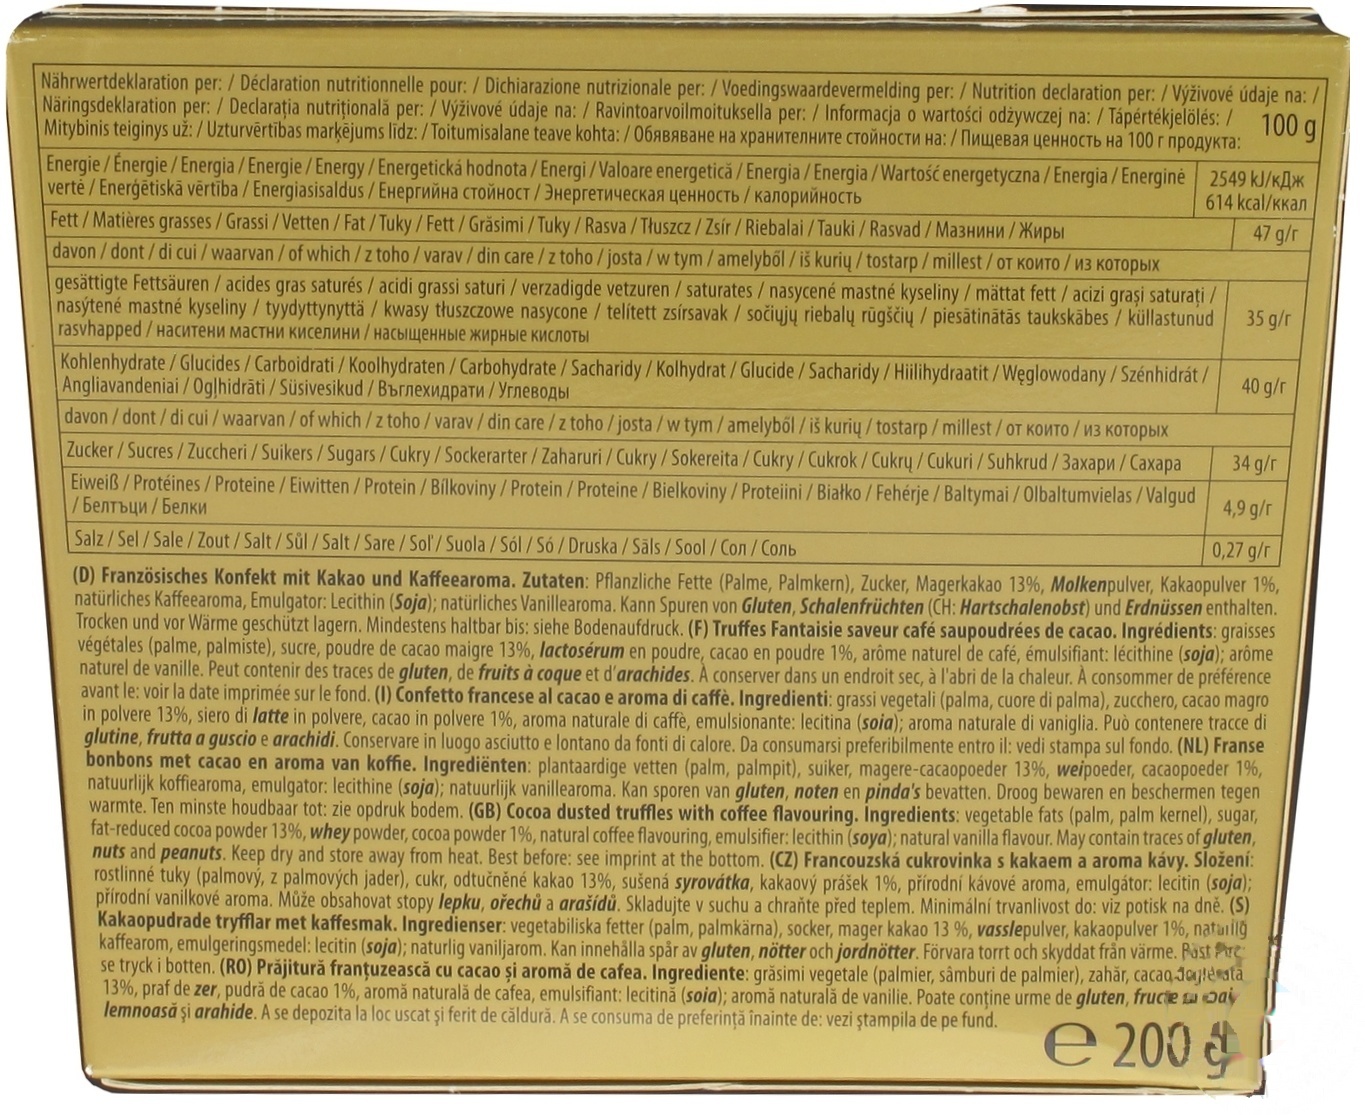 Nährwertdeklaration per: / Déclaration nutritionnelle pour: / Dichiarazione nutrizionale per: / Voedingswaardevermelding per: / Nutrition declaration per: / Výživové údaje na: /
Näringsdeklaration per: / Declarația nutrițională per: / Výživové údaje na: / Ravintoarvoilmoituksella per: / Informacja o wartości odżywczej na: / Tápértékjelölés: /
Mitybinis teiginys už: / Uzturvērtības marķējums līdz: / Toitumisalane teave kohta: / Обявяване на хранителните стойности на: / Пищевая ценность на 100 г продукта:
100 g
Energie / Énergie / Energia / Energie / Energy / Energetická hodnota / Energi / Valoare energetică / Energia / Energia / Wartość energetyczna / Energia / Energinė
vertė / Enerģētiskā vērtība / Energiasisaldus / Енергийна стойност / Энергетическая ценность / калорийность
2549 kJ/кДж
614 kcal/ккал
Fett / Matières grasses / Grassi / Vetten / Fat / Tuky / Fett / Grăsimi / Tuky / Rasva / Tłuszcz / Zsír / Riebalai / Tauki / Rasvad / Мазнини / Жиры
47 g/г
davon / dont / di cui / waarvan / of which / z toho / varav / din care / z toho / josta / w tym / amelyből / iš kurių / tostarp / millest / от които / из которых
gesättigte Fettsäuren / acides gras saturés / acidi grassi saturi / verzadigde vetzuren / saturates / nasycené mastné kyseliny / mättat fett / acizi grași saturați /
nasýtené mastné kyseliny / tyydyttynyttä / kwasy tłuszczowe nasycone / telített zsírsavak / sočiųjų riebalų rūgščių / piesātinātās taukskābes / küllastunud
rasvhapped / наситени мастни киселини / насыщенные жирные кислоты
35 g/г
Kohlenhydrate / Glucides / Carboidrati / Koolhydraten / Carbohydrate / Sacharidy / Kolhydrat / Glucide / Sacharidy / Hiilihydraatit / Węglowodany / Szénhidrát /
Angliavandeniai / Ogļhidrāti / Süsivesikud / Въглехидрати / Углеводы
40 g/г
davon / dont / di cui / waarvan / of which / z toho / varav / din care / z toho / josta / w tym / amelyből / iš kurių / tostarp / millest / от които / из которых
Zucker / Sucres / Zuccheri / Suikers / Sugars / Cukry / Sockerarter / Zaharuri / Cukry / Sokereita / Cukry / Cukrok / Cukrų / Cukuri / Suhkrud / Захари / Сахара
34 g/г
Eiweiß / Protéines / Proteine / Eiwitten / Protein / Bílkoviny / Protein / Proteine / Bielkoviny / Proteiini / Białko / Fehérje / Baltymai / Olbaltumvielas / Valgud
/ Белтъци / Белки
4,9 g/г
Salz / Sel / Sale / Zout / Salt / Sůl / Salt / Sare / Soľ / Suola / Sól / Só / Druska / Sāls / Sool / Сол / Соль
0,27 g/г
(D) Französisches Konfekt mit Kakao und Kaffeearoma. Zutaten: Pflanzliche Fette (Palme, Palmkern), Zucker, Magerkakao 13%, Molkenpulver, Kakaopulver 1%,
natürliches Kaffeearoma, Emulgator: Lecithin (Soja); natürliches Vanillearoma. Kann Spuren von Gluten, Schalenfrüchten (CH: Hartschalenobst) und Erdnüssen enthalten.
Trocken und vor Wärme geschützt lagern. Mindestens haltbar bis: siehe Bodenaufdruck. (F) Truffes Fantaisie saveur café saupoudrées de cacao. Ingrédients: graisses
végétales (palme, palmiste), sucre, poudre de cacao maigre 13%, lactosérum en poudre, cacao en poudre 1%, arôme naturel de café, émulsifiant: lécithine (soja); arôme
naturel de vanille. Peut contenir des traces de gluten, de fruits à coque et d'arachides. À conserver dans un endroit sec, à l'abri de la chaleur. À consommer de préférence
avant le: voir la date imprimée sur le fond. (I) Confetto francese al cacao e aroma di caffè. Ingredienti: grassi vegetali (palma, cuore di palma), zucchero, cacao magro
in polvere 13%, siero di latte in polvere, cacao in polvere 1%, aroma naturale di caffè, emulsionante: lecitina (soia); aroma naturale di vaniglia. Può contenere tracce di
glutine, frutta a guscio e arachidi. Conservare in luogo asciutto e lontano da fonti di calore. Da consumarsi preferibilmente entro il: vedi stampa sul fondo. (NL) Franse
bonbons met cacao en aroma van koffie. Ingrediënten: plantaardige vetten (palm, palmpit), suiker, magere-cacaopoeder 13%, weipoeder, cacaopoeder 1%,
natuurlijk koffiearoma, emulgator: lecithine (soja); natuurlijk vanillearoma. Kan sporen van gluten, noten en pinda's bevatten. Droog bewaren en beschermen tegen
warmte. Ten minste houdbaar tot: zie opdruk bodem. (GB) Cocoa dusted truffles with coffee flavouring. Ingredients: vegetable fats (palm, palm kernel), sugar,
fat-reduced cocoa powder 13%, whey powder, cocoa powder 1%, natural coffee flavouring, emulsifier: lecithin (soya); natural vanilla flavour. May contain traces of gluten,
nuts and peanuts. Keep dry and store away from heat. Best before: see imprint at the bottom. (CZ) Francouzská cukrovinka s kakaem a aroma kávy. Složení:
rostlinné tuky (palmový, z palmových jader), cukr, odtučněné kakao 13%, sušená syrovátka, kakaový prášek 1%, přírodní kávové aroma, emulgátor: lecitin (soja);
přírodní vanilkové aroma. Může obsahovat stopy lepku, ořechů a arašídů. Skladujte v suchu a chraňte před teplem. Minimální trvanlivost do: viz potisk na dně. (S)
Kakaopudrade tryfflar met kaffesmak. Ingredienser: vegetabiliska fetter (palm, palmkärna), socker, mager kakao 13 %, vasslepulver, kakaopulver 1%, naturlig
kaffearom, emulgeringsmedel: lecitin (soja); naturlig vaniljarom. Kan innehålla spår av gluten, nötter och jordnötter. Förvara torrt och skyddat från värme. Bäst
se tryck i botten. (RO) Prăjitură franțuzească cu cacao și aromă de cafea. Ingrediente: grăsimi vegetale (palmier, sâmburi de palmier), zahăr, cacao
13%, praf de zer, pudră de cacao 1%, aromă naturală de cafea, emulsifiant: lecitină (soia); aromă naturală de vanilie. Poate conține urme de gluten, fructe cu coajă
lemnoasă și arahide. A se depozita la loc uscat și ferit de căldură. A se consuma de preferință înainte de: vezi ștampila de pe fund.
e 200 g